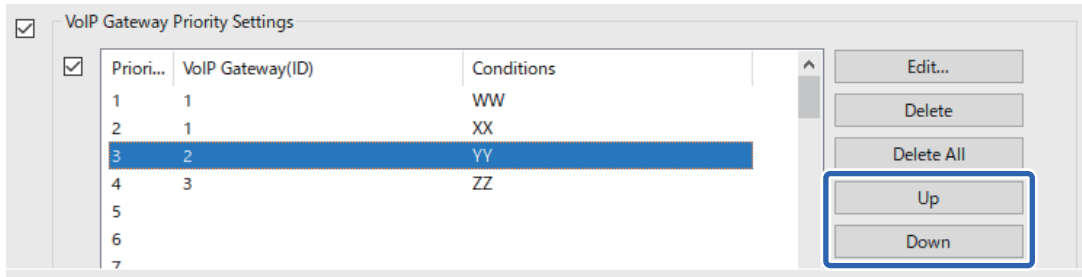 VoIP Gateway Priority Settings
Priori... VoIP Gateway(ID) Conditions
1 1 WW
2 1 XX
3 2 YY
4 3 ZZ
5
6
7
Edit...
Delete
Delete All
Up
Down